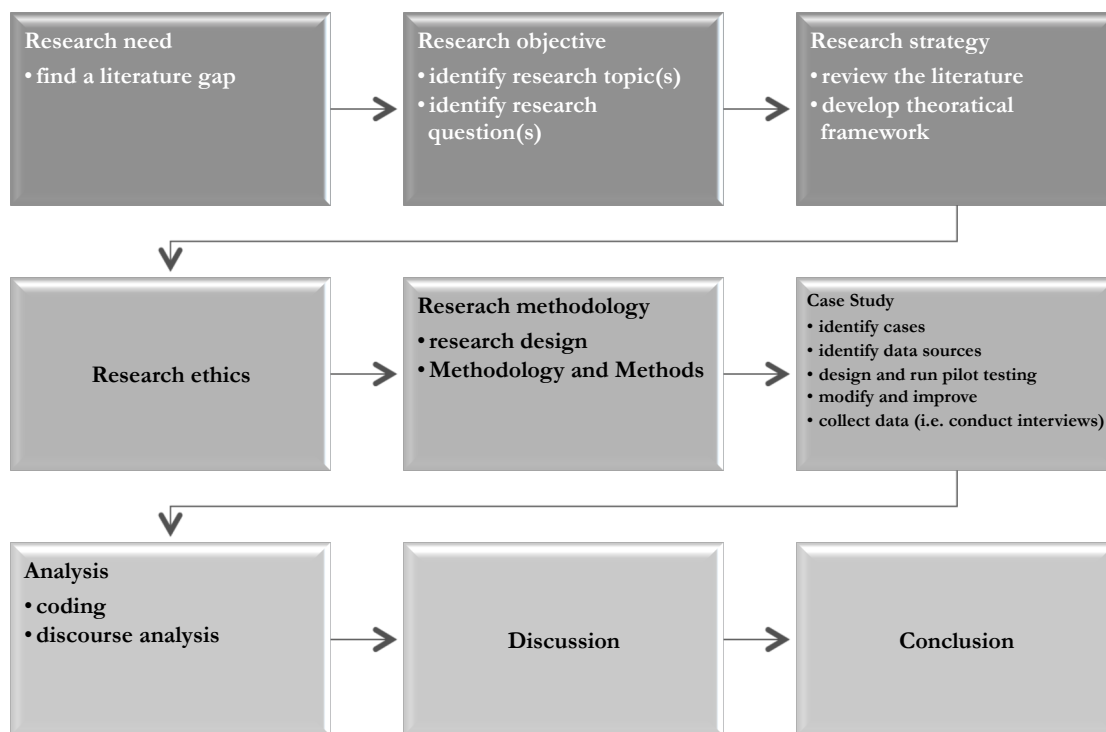 Research need
• find a literature gap
Research objective
• identify research topic(s)
• identify research
question(s)
Research strategy
• review the literature
• develop theoratical
framework
Research ethics
Reserach methodology
• research design
• Methodology and Methods
Case Study
• identify cases
• identify data sources
• design and run pilot testing
• modify and improve
• collect data (i.e. conduct interviews)
Analysis
• coding
• discourse analysis
Discussion
Conclusion